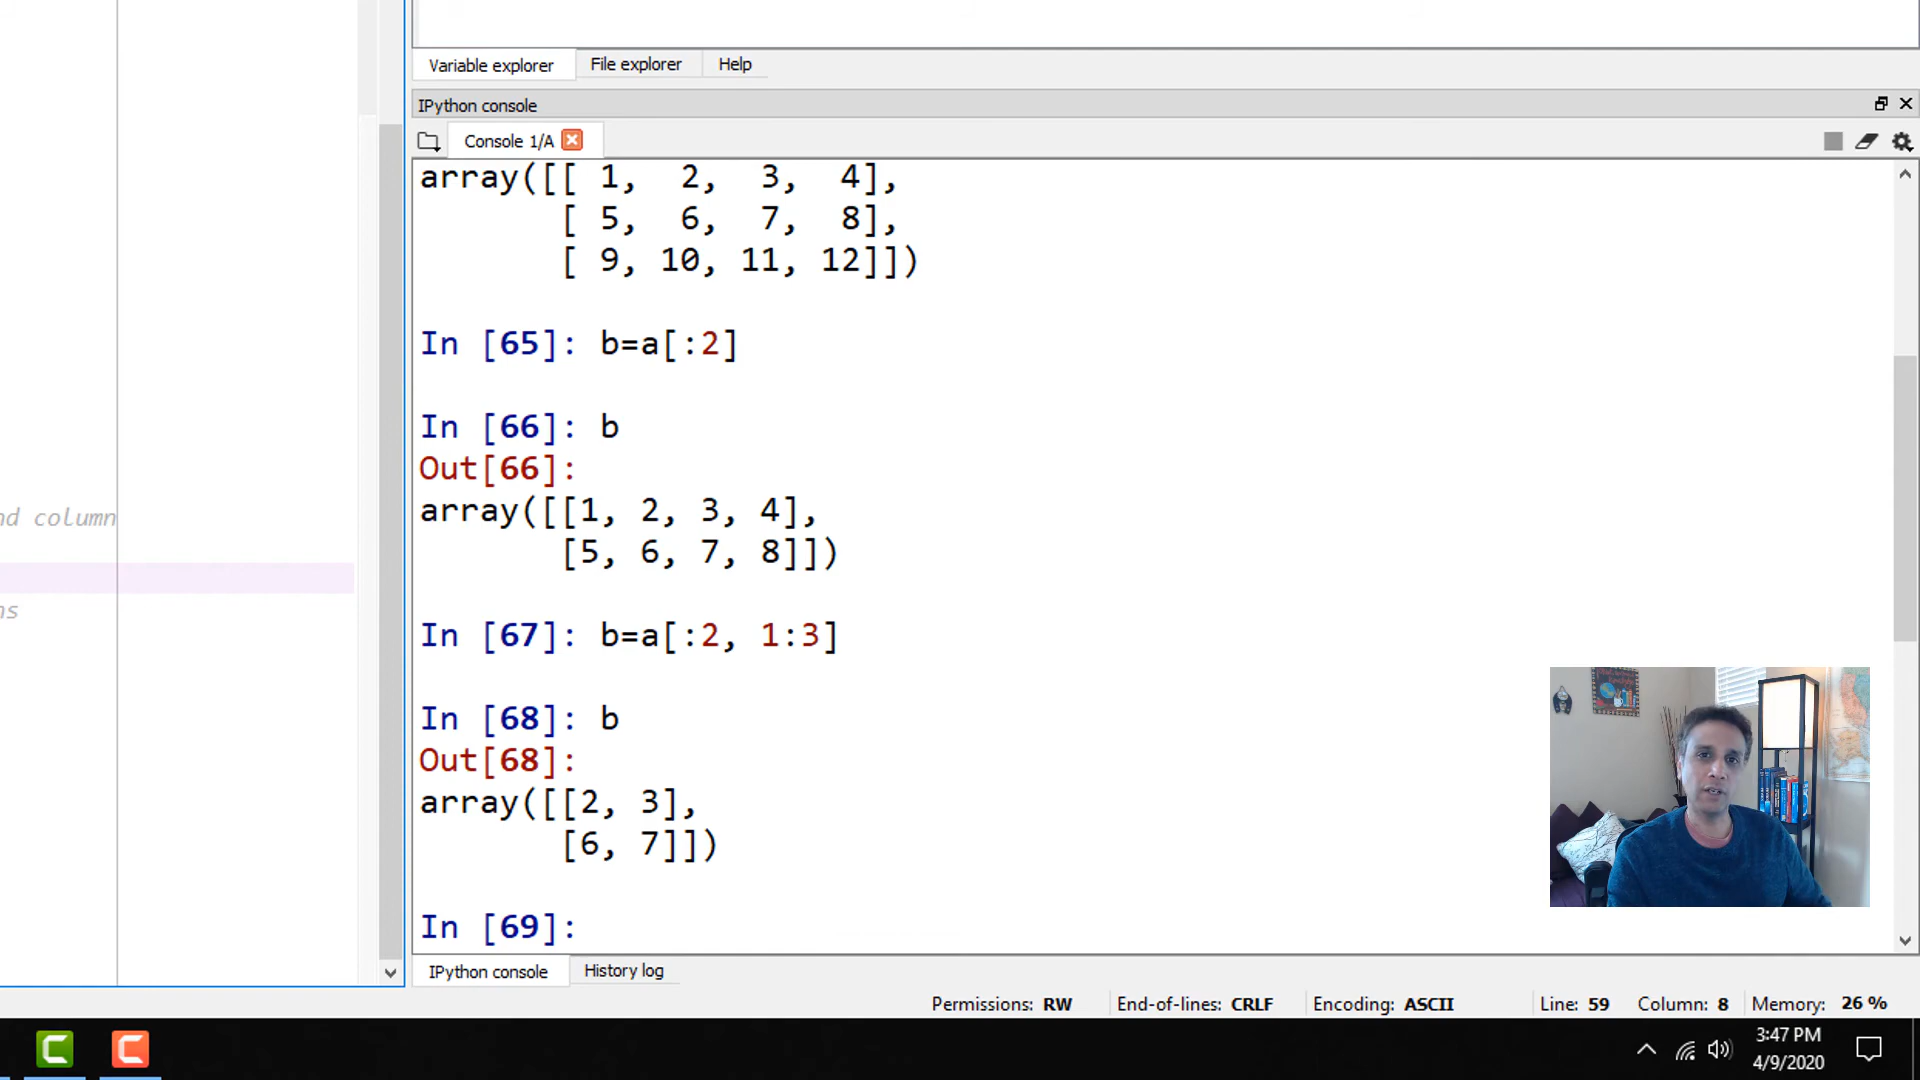 Variable explorer File explorer Help
IPython console
Console 1/A
array([[ 1, 2, 3, 4],
[ 5, 6, 7, 8],
[ 9, 10, 11, 12]])
In [65]: b=a[:2]
In [66]: b
Out[66]:
array([[1, 2, 3, 4],
nd column
[5, 6, 7, 8]])
ns
In [67]: b=a[:2, 1:3]
In [68]: b
Out[68]:
array([[2, 3],
[6, 7]])
In [69]:
IPython console History log
Permissions: RW End-of-lines: CRLF Encoding: ASCII Line: 59 Column: 8 Memory: 26 %
3:47 PM
4/9/2020